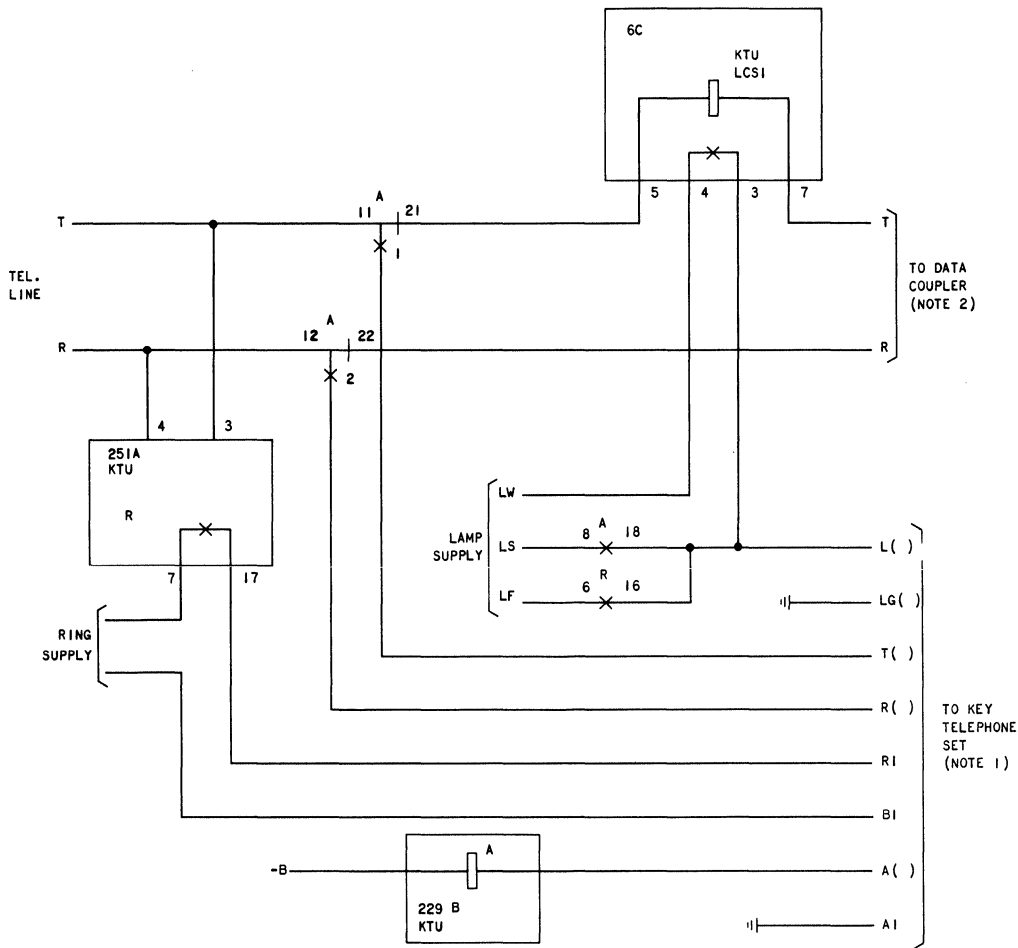 6C
KTU
LCS1
5 4 3 7
A
11 21
T
1
T
TEL.
LINE
TO DATA
COUPLER
(NOTE 2)
A
12 22
R
2
R
4 3
251A
KTU
R
7 17
LAMP
SUPPLY
LW
A
LS 8 18
R
LF 6 16
L( )
LG( )
RING
SUPPLY
T( )
R( )
R1
B1
TO KEY
TELEPHONE
SET
(NOTE 1)
A
-B
A( )
229 B
KTU
A1